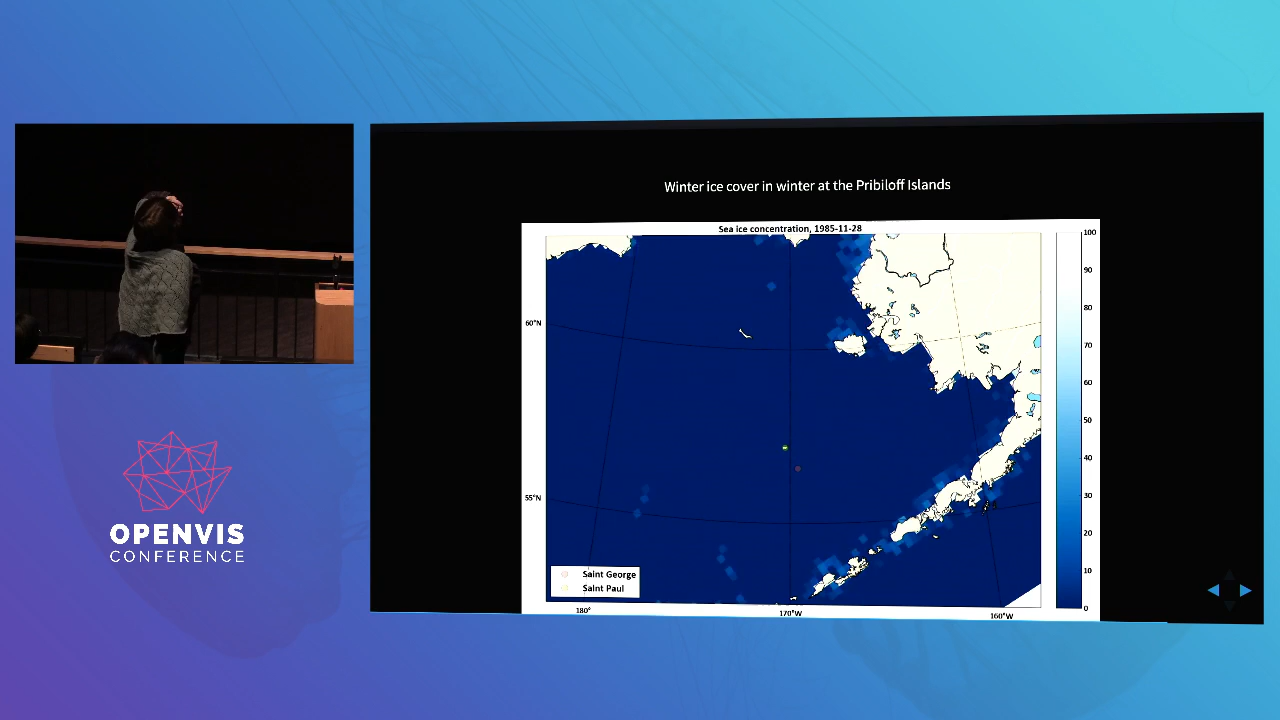 Winter ice cover in winter at the Pribiloff Islands
Sea ice concentration, 1985-11-28
100
90
80
70
60
50
40
30
20
10
0
60°N
55°N
Saint George
Saint Paul
180°
170°W
160°W
OPENVIS
CONFERENCE